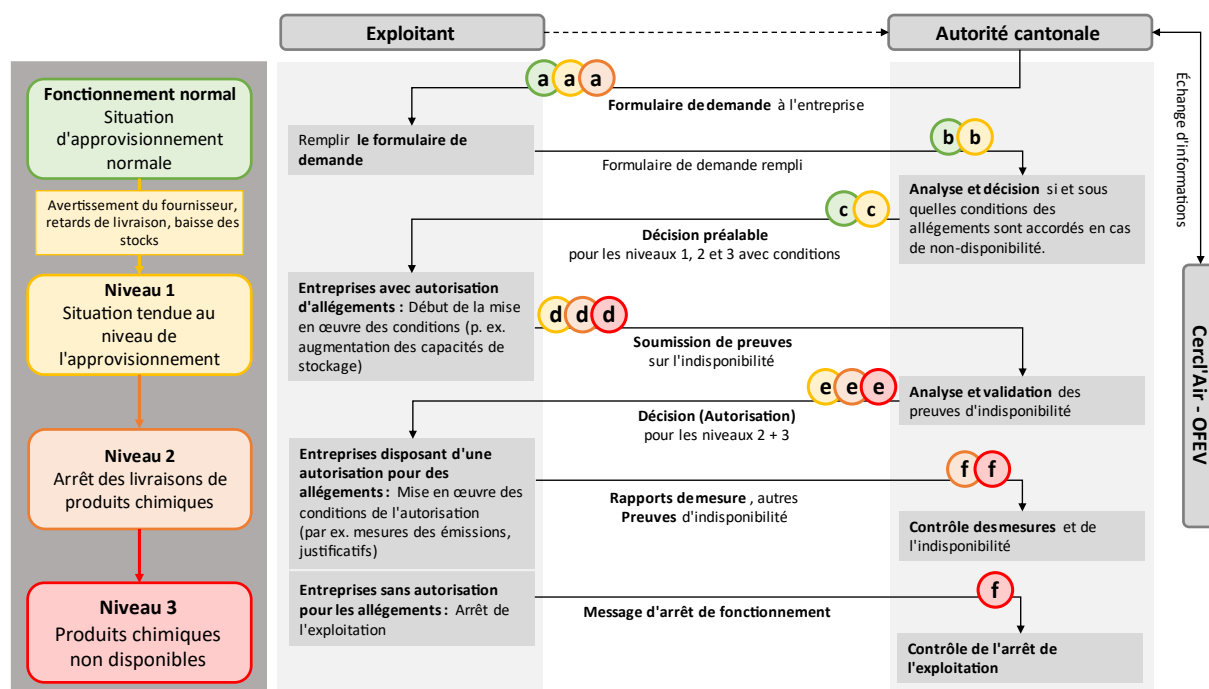 Exploitant
Autorité cantonale
Fonctionnement normal
Situation
d'approvisionnement
normale
Avertissement du fournisseur,
retards de livraison, baisse des
stocks
Niveau 1
Situation tendue au
niveau de
l'approvisionnement
Niveau 2
Arrêt des livraisons de
produits chimiques
Niveau 3
Produits chimiques
non disponibles
a a a
Formulaire de demande à l'entreprise
Remplir le formulaire de
demande
b b
Formulaire de demande rempli
Analyse et décision si et sous
quelles conditions des
allégements sont accordés en cas
de non-disponibilité.
c c
Décision préalable
pour les niveaux 1, 2 et 3 avec conditions
Entreprises avec autorisation
d'allégements : Début de la mise
en œuvre des conditions (p. ex.
augmentation des capacités de
stockage)
d d d
Soumission de preuves
sur l'indisponibilité
Analyse et validation des
preuves d'indisponibilité
e e e
Décision (Autorisation)
pour les niveaux 2 + 3
Entreprises disposant d'une
autorisation pour des
allégements : Mise en œuvre des
conditions de l'autorisation
(par ex. mesures des émissions,
justificatifs)
f f
Rapports de mesure , autres
Preuves d'indisponibilité
Contrôle des mesures et de
l'indisponibilité
Entreprises sans autorisation
pour les allégements : Arrêt de
l'exploitation
f
Message d'arrêt de fonctionnement
Contrôle de l'arrêt de
l'exploitation
Échange d'informations
Cercl'Air - OFEV